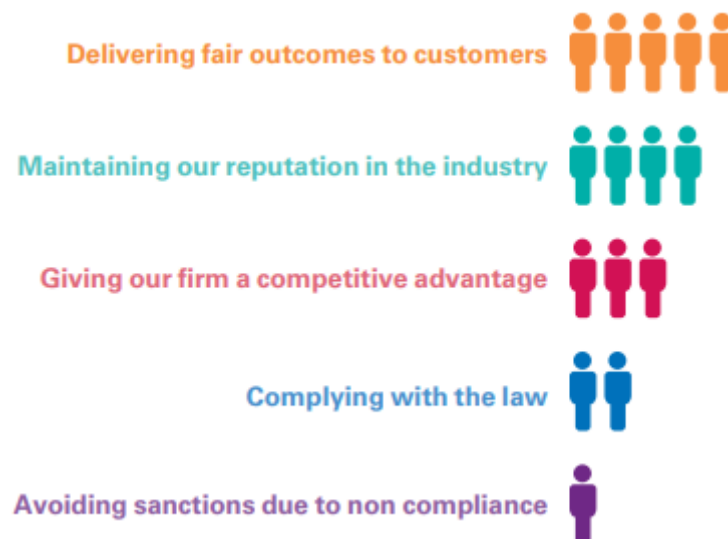 Delivering fair outcomes to customers
Maintaining our reputation in the industry
Giving our firm a competitive advantage
Complying with the law
Avoiding sanctions due to non compliance